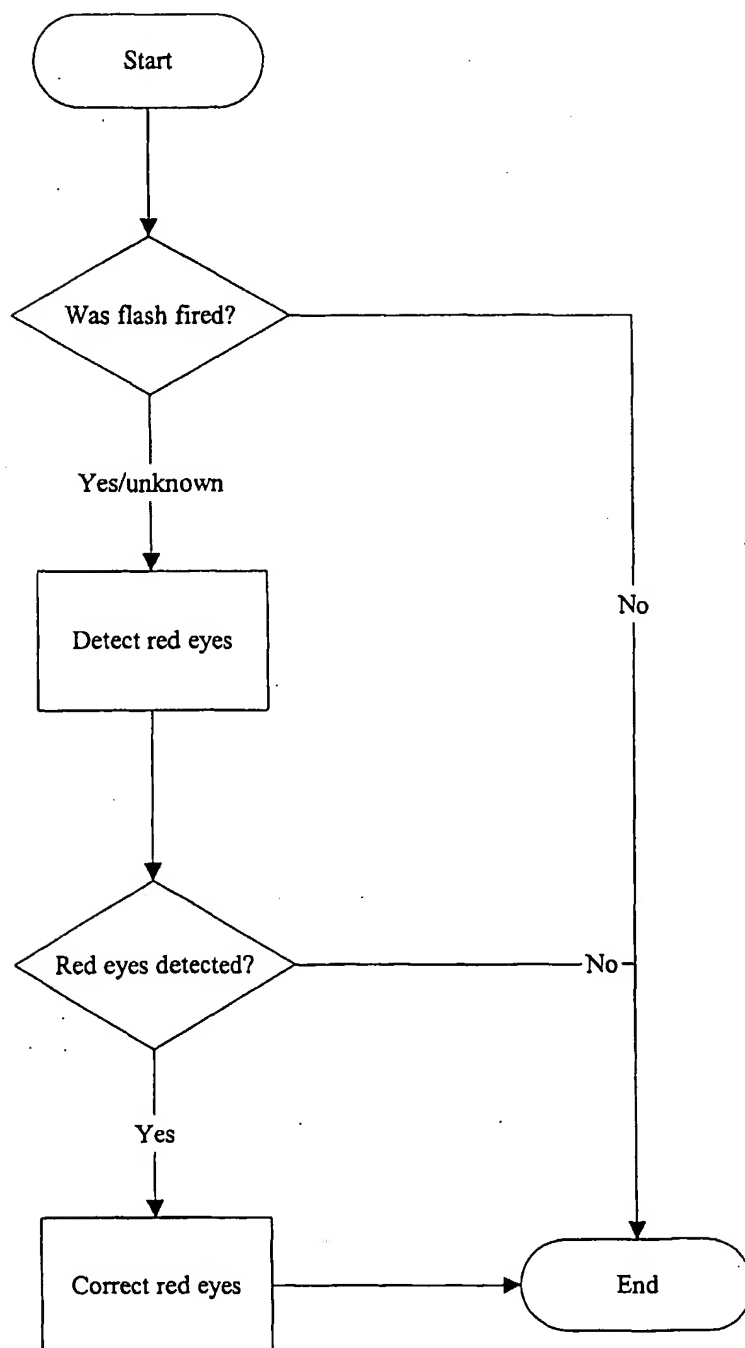 Start
Was flash fired?
Yes/unknown
No
Detect red eyes
Red eyes detected?
No
Yes
Correct red eyes
End